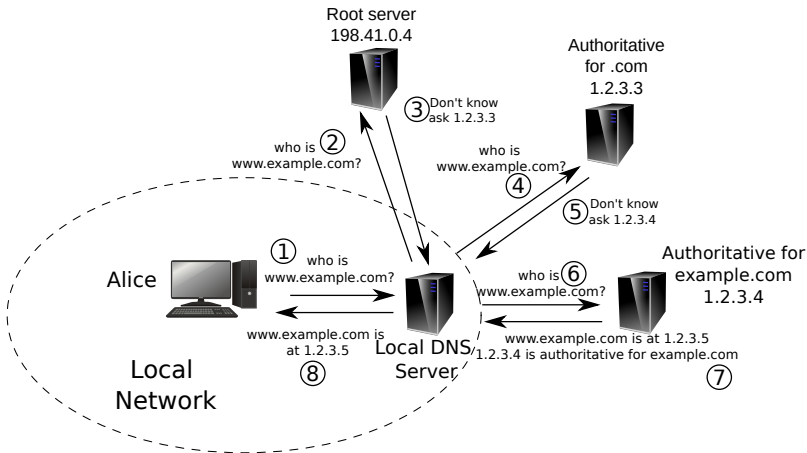 Root server
198.41.0.4
Authoritative
for .com
1.2.3.3
③ Don't know
ask 1.2.3.3
who is ②
www.example.com?
who is
www.example.com?
④
⑤ Don't know
ask 1.2.3.4
①
who is
www.example.com?
Alice
who is ⑥
www.example.com?
Authoritative for
example.com
1.2.3.4
www.example.com is
at 1.2.3.5
⑧
Local DNS
Server
www.example.com is at 1.2.3.5
1.2.3.4 is authoritative for example.com
⑦
Local
Network